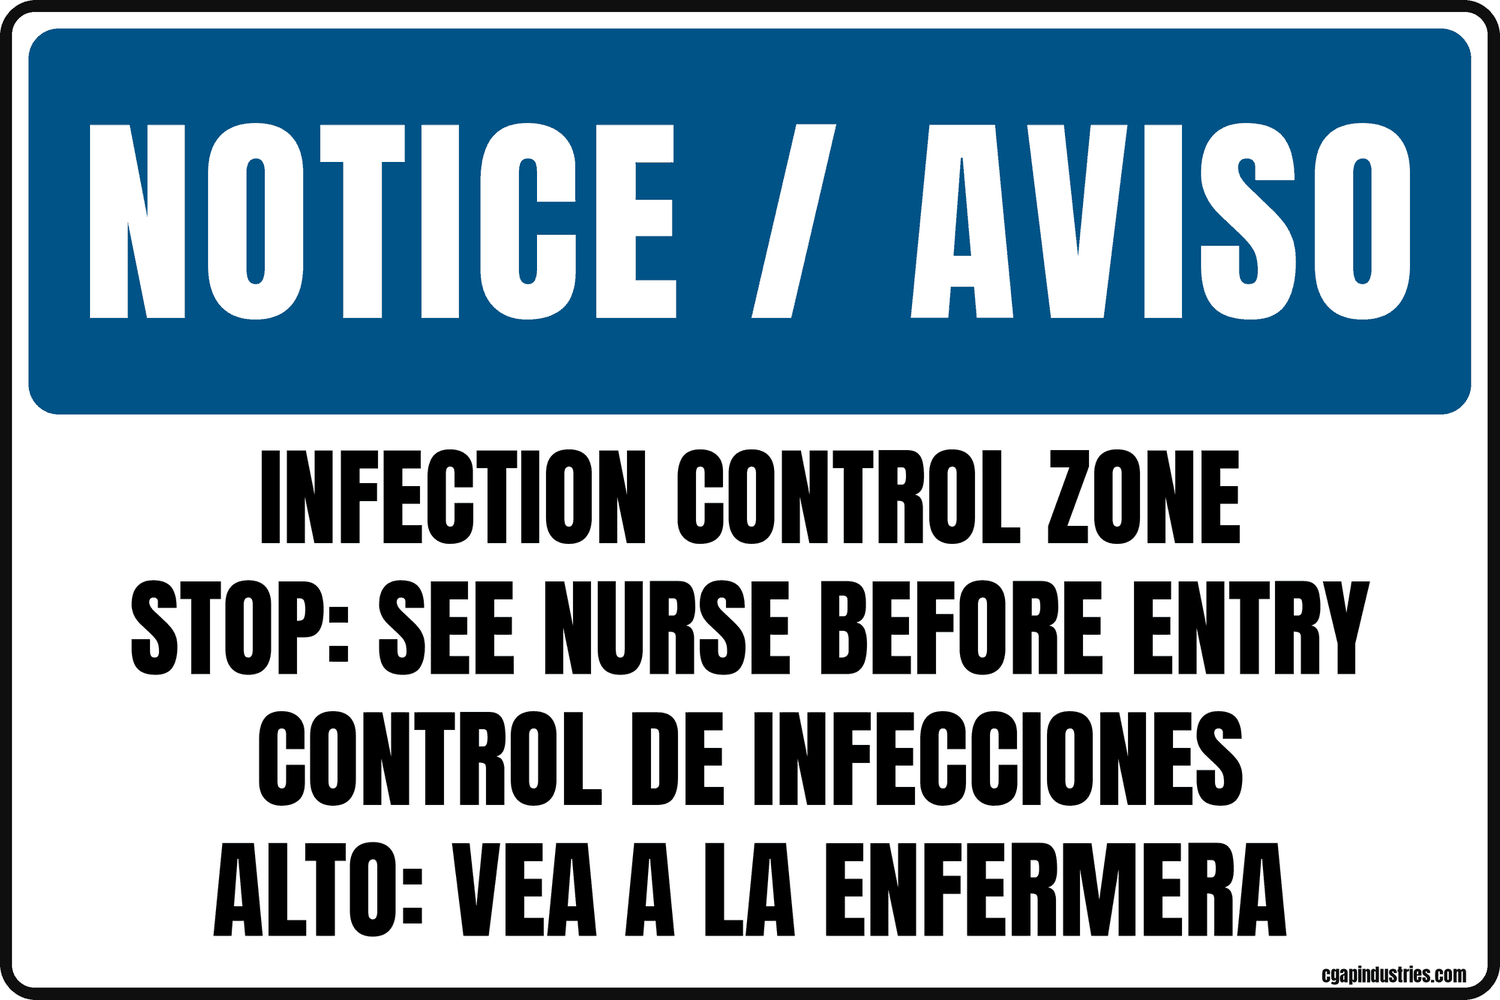 NOTICE / AVISO
INFECTION CONTROL ZONE
STOP: SEE NURSE BEFORE ENTRY
CONTROL DE INFECCIONES
ALTO: VEA A LA ENFERMERA
cgapindustries.com